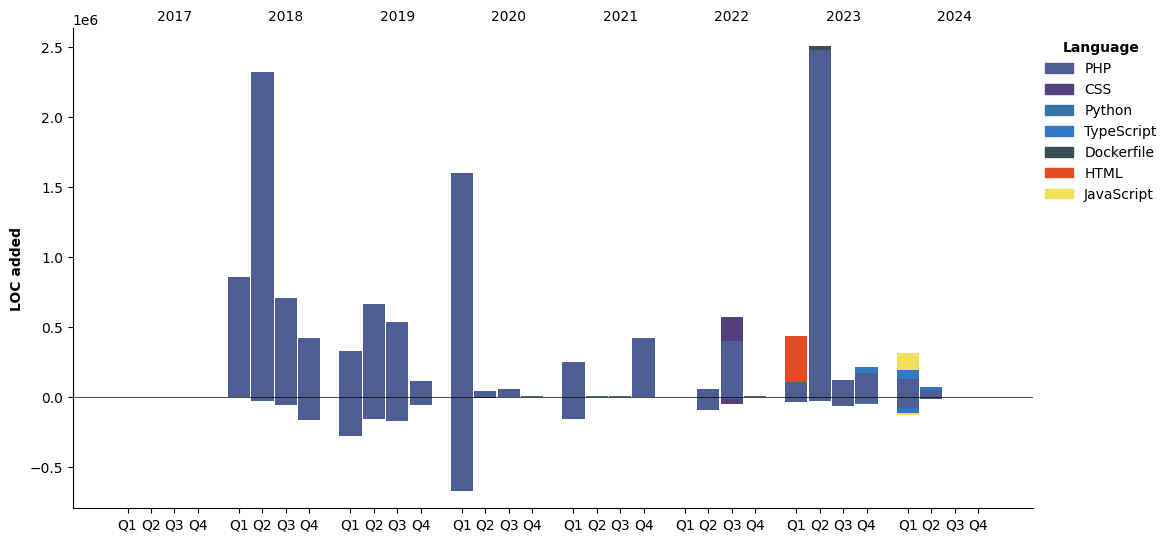 2017 2018 2019 2020 2021 2022 2023 2024
1e6
2.5
2.0
1.5
1.0
0.5
0.0
−0.5
LOC added
Q1 Q2 Q3 Q4 Q1 Q2 Q3 Q4 Q1 Q2 Q3 Q4 Q1 Q2 Q3 Q4 Q1 Q2 Q3 Q4 Q1 Q2 Q3 Q4 Q1 Q2 Q3 Q4 Q1 Q2 Q3 Q4
Language
PHP
CSS
Python
TypeScript
Dockerfile
HTML
JavaScript